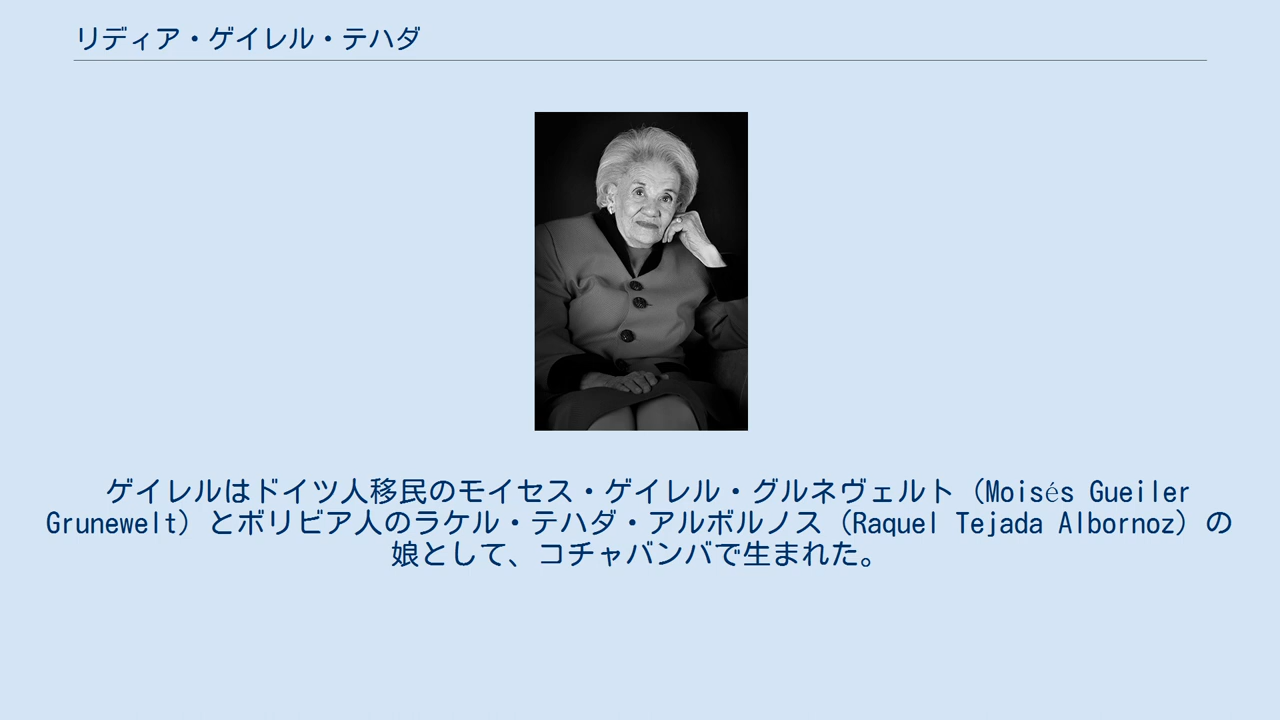 リディア・ゲイレル・テハダ
ゲイレルはドイツ人移民のモイセス・ゲイレル・グルネヴェルト（Moisés Gueiler
Grunewelt）とボリビア人のラケル・テハダ・アルボルノス（Raquel Tejada Albornoz）の
娘として、コチャバンバで生まれた。